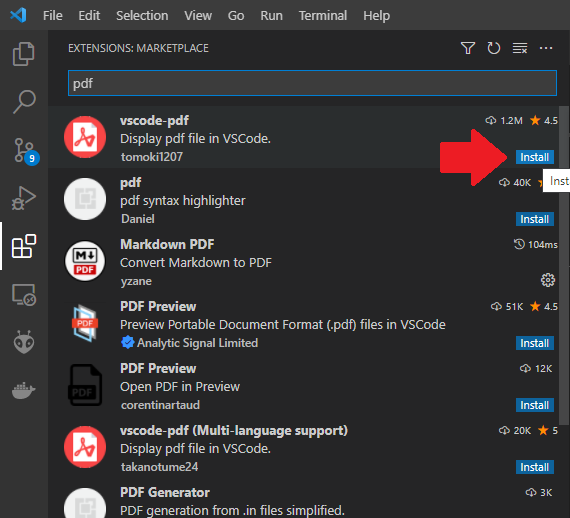 File Edit Selection View Go Run Terminal Help
EXTENSIONS: MARKETPLACE
pdf
vscode-pdf 1.2M 4.5
Display pdf file in VSCode.
tomoki1207 Install
Inst
pdf 40K
pdf syntax highlighter
Daniel Install
Markdown PDF 104ms
Convert Markdown to PDF
yzane
PDF Preview 51K 4.5
Preview Portable Document Format (.pdf) files in VSCode
Analytic Signal Limited Install
PDF Preview 12K
Open PDF in Preview
corentinartaud Install
vscode-pdf (Multi-language support) 20K 5
Display pdf file in VSCode.
takanotume24 Install
PDF Generator 3K
PDF generation from .in files simplified.
9
M
PDF
PDF
PDF